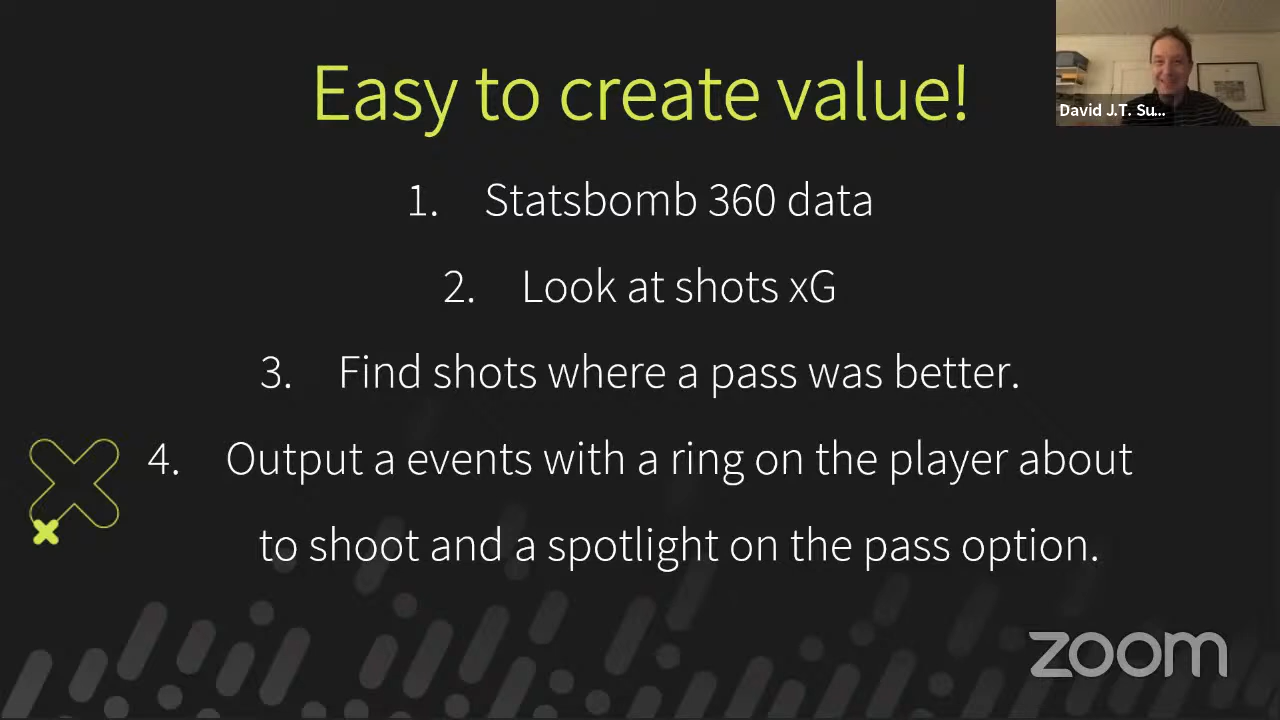 Easy to create value!
David J.T. Su...
1. Statsbomb 360 data
2. Look at shots xG
3. Find shots where a pass was better.
4. Output a events with a ring on the player about
to shoot and a spotlight on the pass option.
zoom